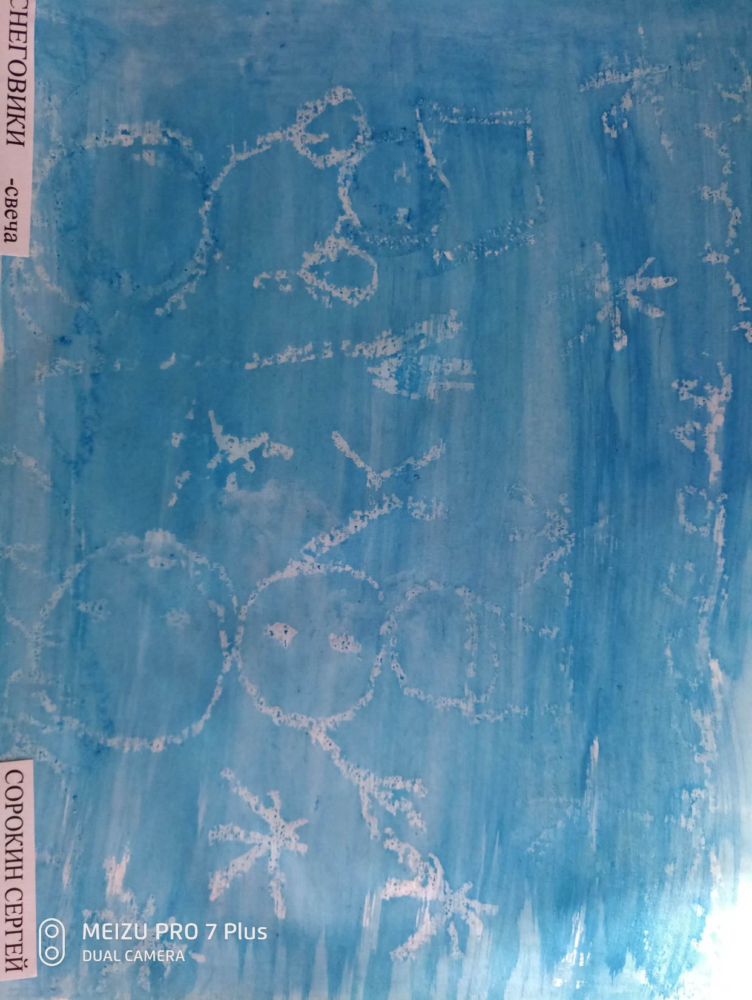 СНЕГОВИКИ -свеча
СОРОКИН СЕРГЕЙ
MEIZU PRO 7 Plus
DUAL CAMERA